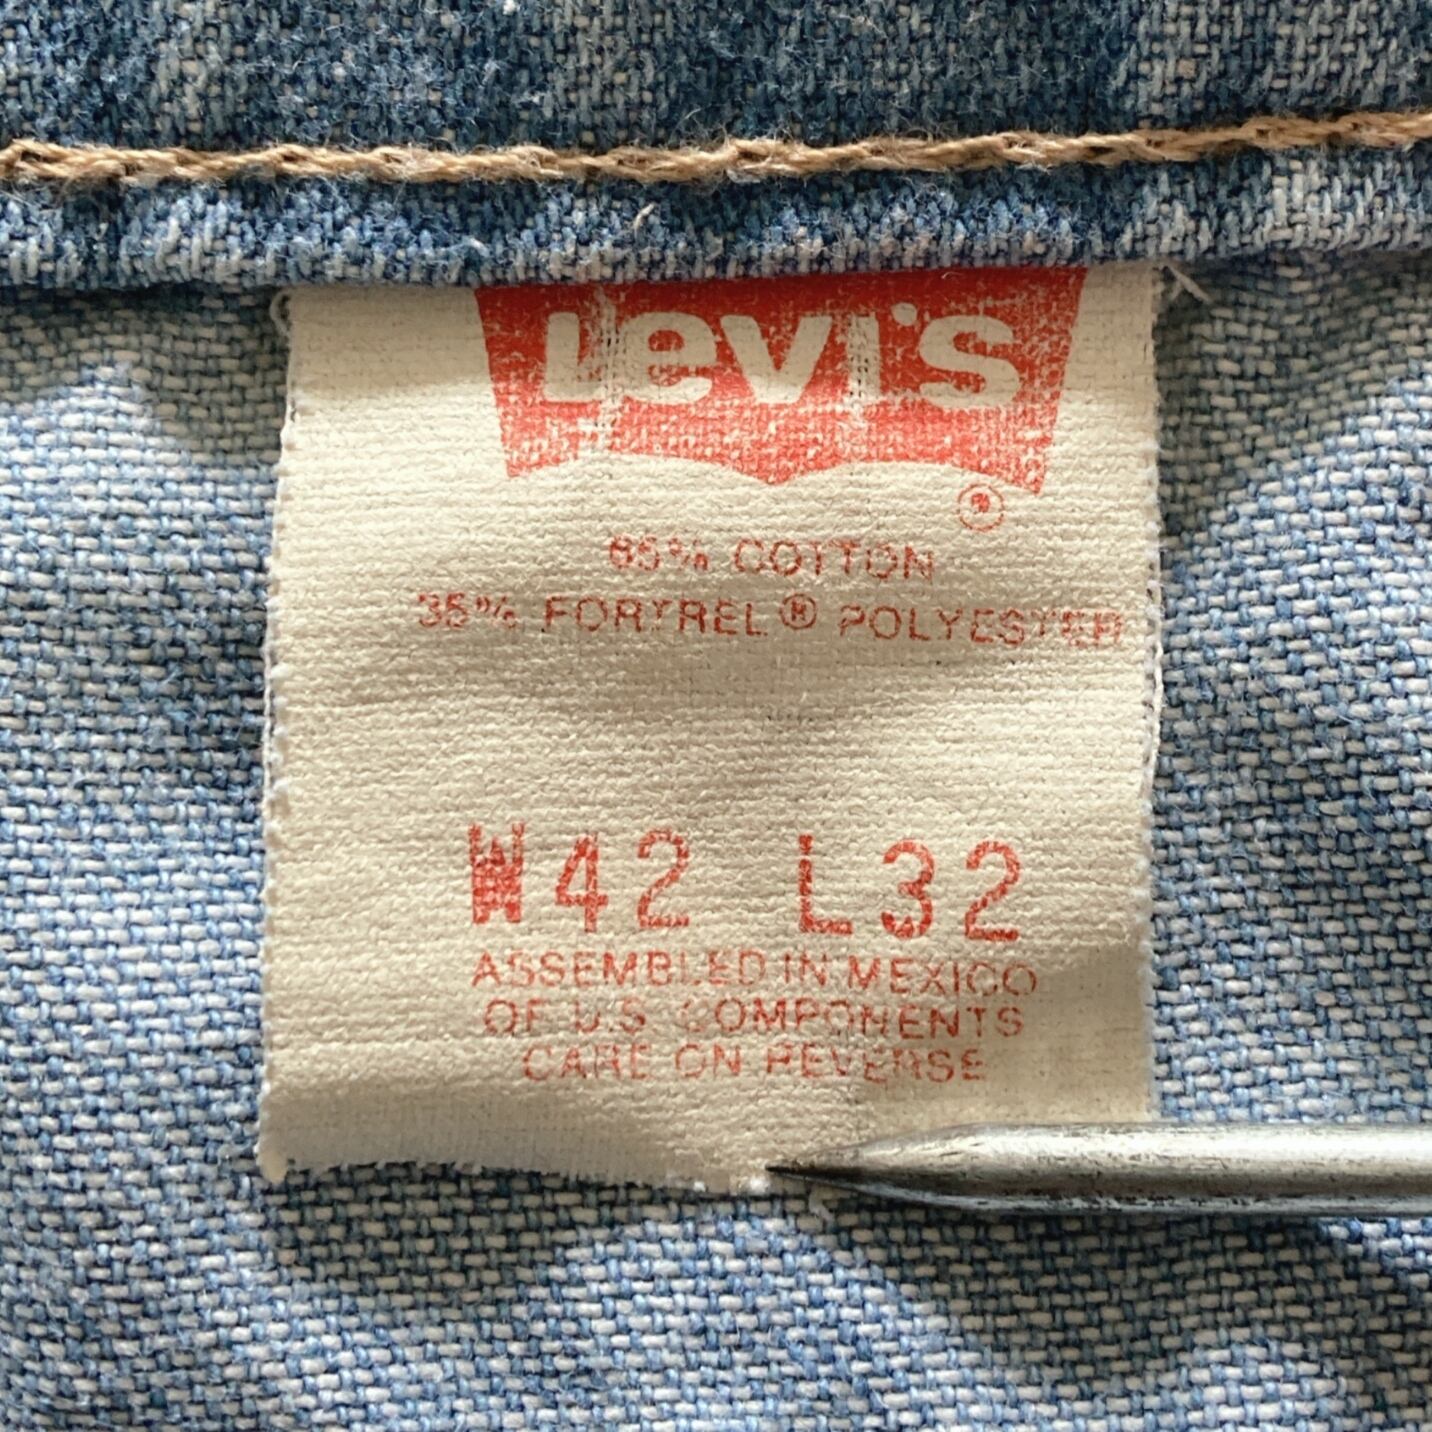 Levi's
®
65% COTTON
35% FORTREL® POLYESTER
W42 L32
ASSEMBLED IN MEXICO
OF U.S. COMPONENTS
CARE ON REVERSE